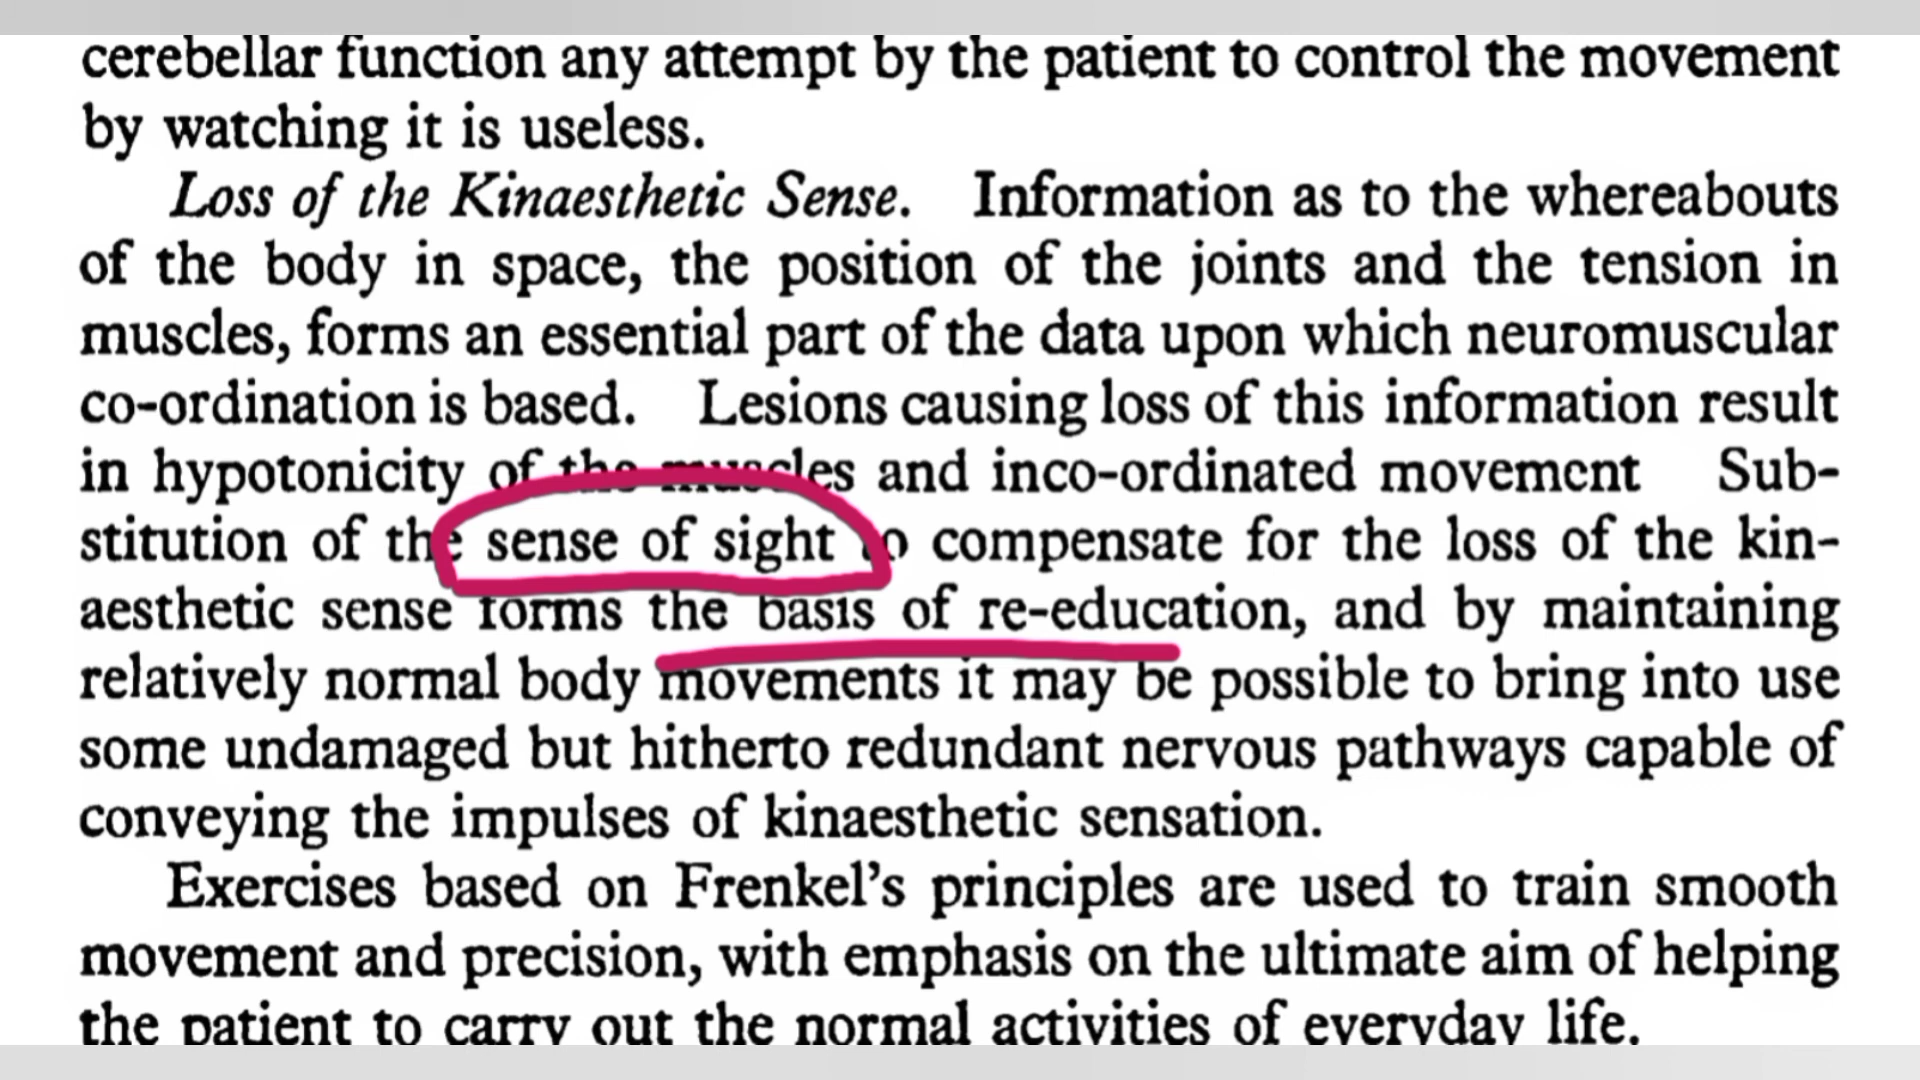 cerebellar function any attempt by the patient to control the movement
by watching it is useless.
Loss of the Kinaesthetic Sense. Information as to the whereabouts
of the body in space, the position of the joints and the tension in
muscles, forms an essential part of the data upon which neuromuscular
co-ordination is based. Lesions causing loss of this information result
in hypotonicity of the muscles and inco-ordinated movement Sub-
stitution of the sense of sight to compensate for the loss of the kin-
aesthetic sense forms the basis of re-education, and by maintaining
relatively normal body movements it may be possible to bring into use
some undamaged but hitherto redundant nervous pathways capable of
conveying the impulses of kinaesthetic sensation.
Exercises based on Frenkel's principles are used to train smooth
movement and precision, with emphasis on the ultimate aim of helping
the patient to carry out the normal activities of everyday life.